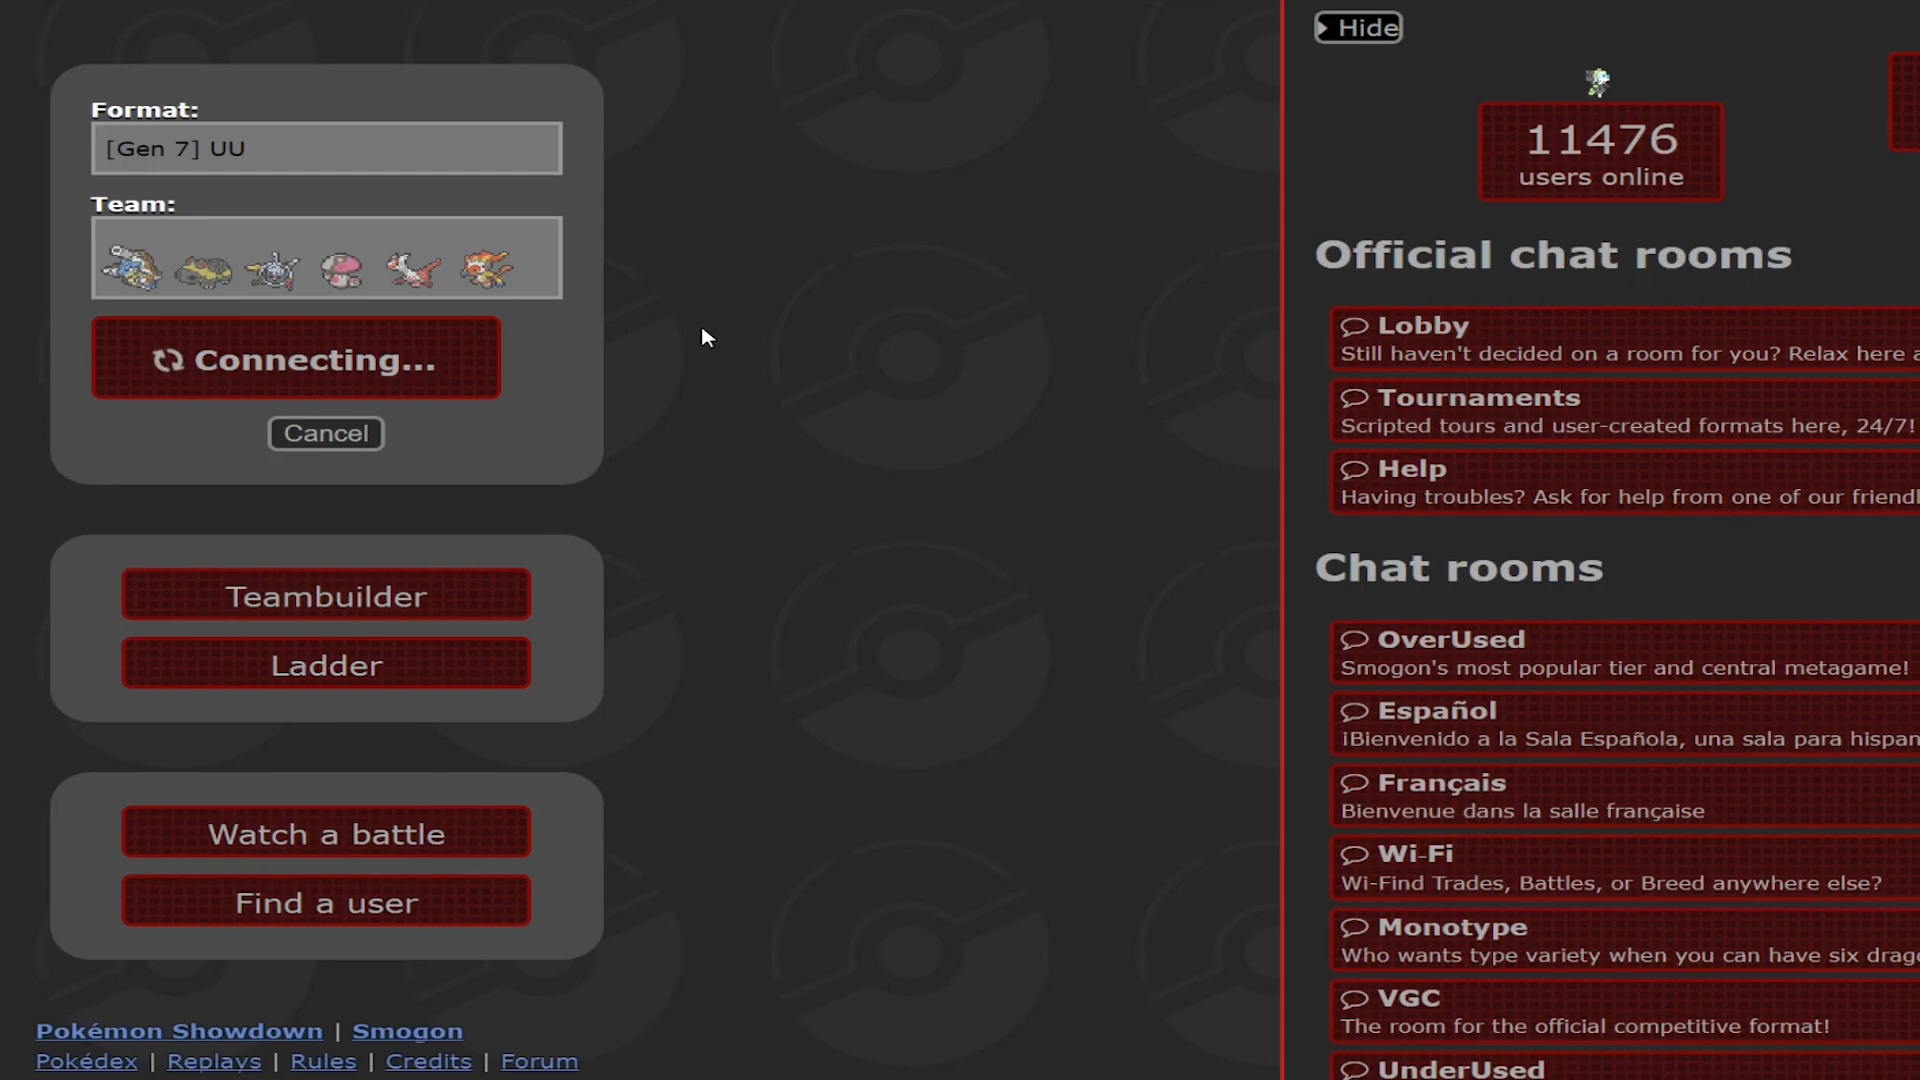 Format:
[Gen 7] UU
Team:
Connecting...
Cancel
Teambuilder
Ladder
Watch a battle
Find a user
Pokémon Showdown | Smogon
Pokédex | Replays | Rules | Credits | Forum
Hide
11476
users online
Official chat rooms
Lobby
Still haven't decided on a room for you? Relax here a
Tournaments
Scripted tours and user-created formats here, 24/7!
Help
Having troubles? Ask for help from one of our friendl
Chat rooms
OverUsed
Smogon's most popular tier and central metagame!
Español
¡Bienvenido a la Sala Española, una sala para hispan
Français
Bienvenue dans la salle française
Wi-Fi
Wi-Find Trades, Battles, or Breed anywhere else?
Monotype
Who wants type variety when you can have six drago
VGC
The room for the official competitive format!
UnderUsed